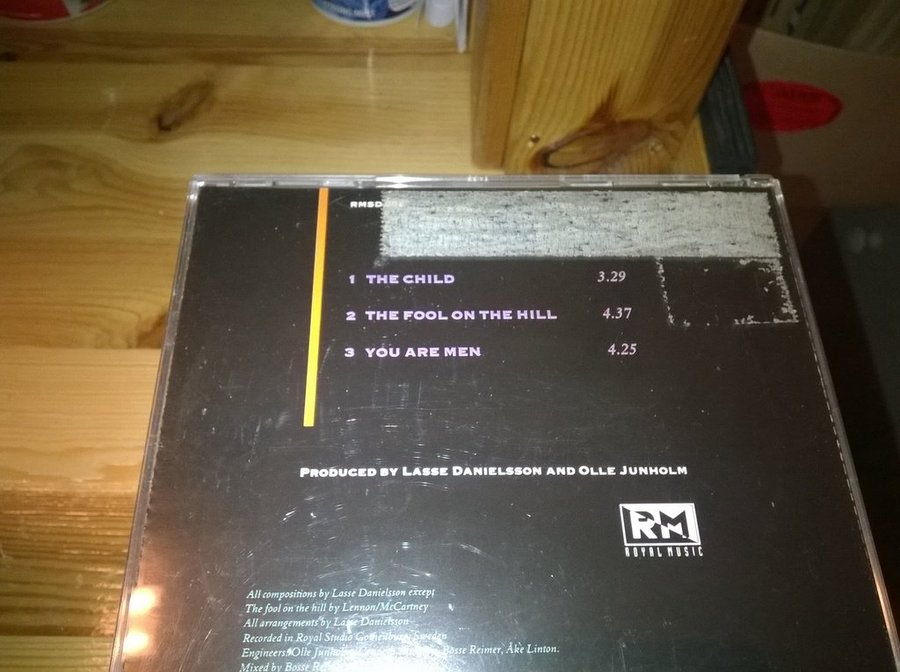 1 THE CHILD 3.29
2 THE FOOL ON THE HILL 4.37
3 YOU ARE MEN 4.25
PRODUCED BY LASSE DANIELSSON AND OLLE JUNHOLM
RM
ROYAL MUSIC
All compositions by Lasse Danielsson except
The fool on the hill by Lennon/McCartney
All arrangements by Lasse Danielsson
Recorded in Royal Studio Gothenburg, Sweden
Engineers: Olle Bosse Reimer, Åke Linton.
Mixed by Bosse